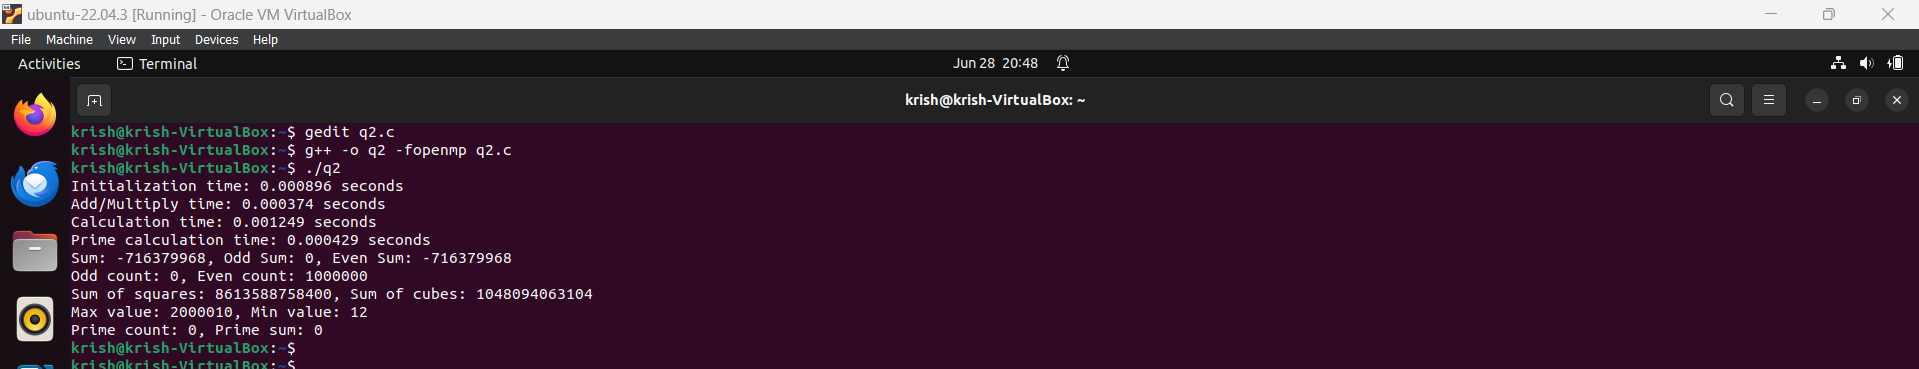 ubuntu-22.04.3 [Running] - Oracle VM VirtualBox
File Machine View Input Devices Help
Activities Terminal Jun 28 20:48
krish@krish-VirtualBox: ~
krish@krish-VirtualBox:~$ gedit q2.c
krish@krish-VirtualBox:~$ g++ -o q2 -fopenmp q2.c
krish@krish-VirtualBox:~$ ./q2
Initialization time: 0.000896 seconds
Add/Multiply time: 0.000374 seconds
Calculation time: 0.001249 seconds
Prime calculation time: 0.000429 seconds
Sum: -716379968, Odd Sum: 0, Even Sum: -716379968
Odd count: 0, Even count: 1000000
Sum of squares: 8613588758400, Sum of cubes: 1048094063104
Max value: 2000010, Min value: 12
Prime count: 0, Prime sum: 0
krish@krish-VirtualBox:~$
krish@krish-VirtualBox:~$